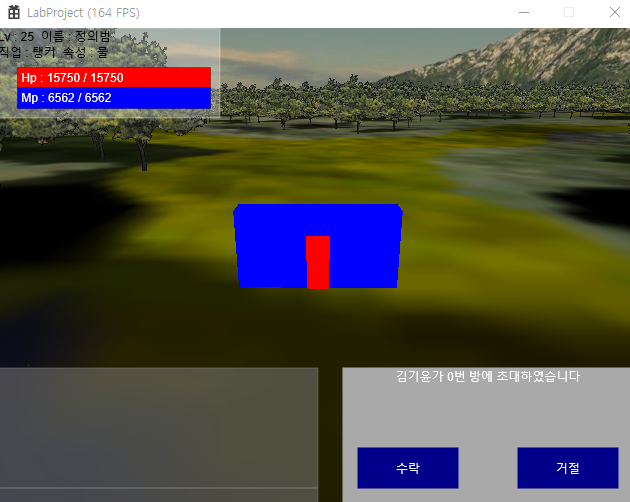 LabProject (164 FPS)
Lv : 25 이름 : 정의범
직업 : 탱커 속성 : 물
Hp : 15750 / 15750
Mp : 6562 / 6562
김기윤가 0번 방에 초대하였습니다
수락 거절